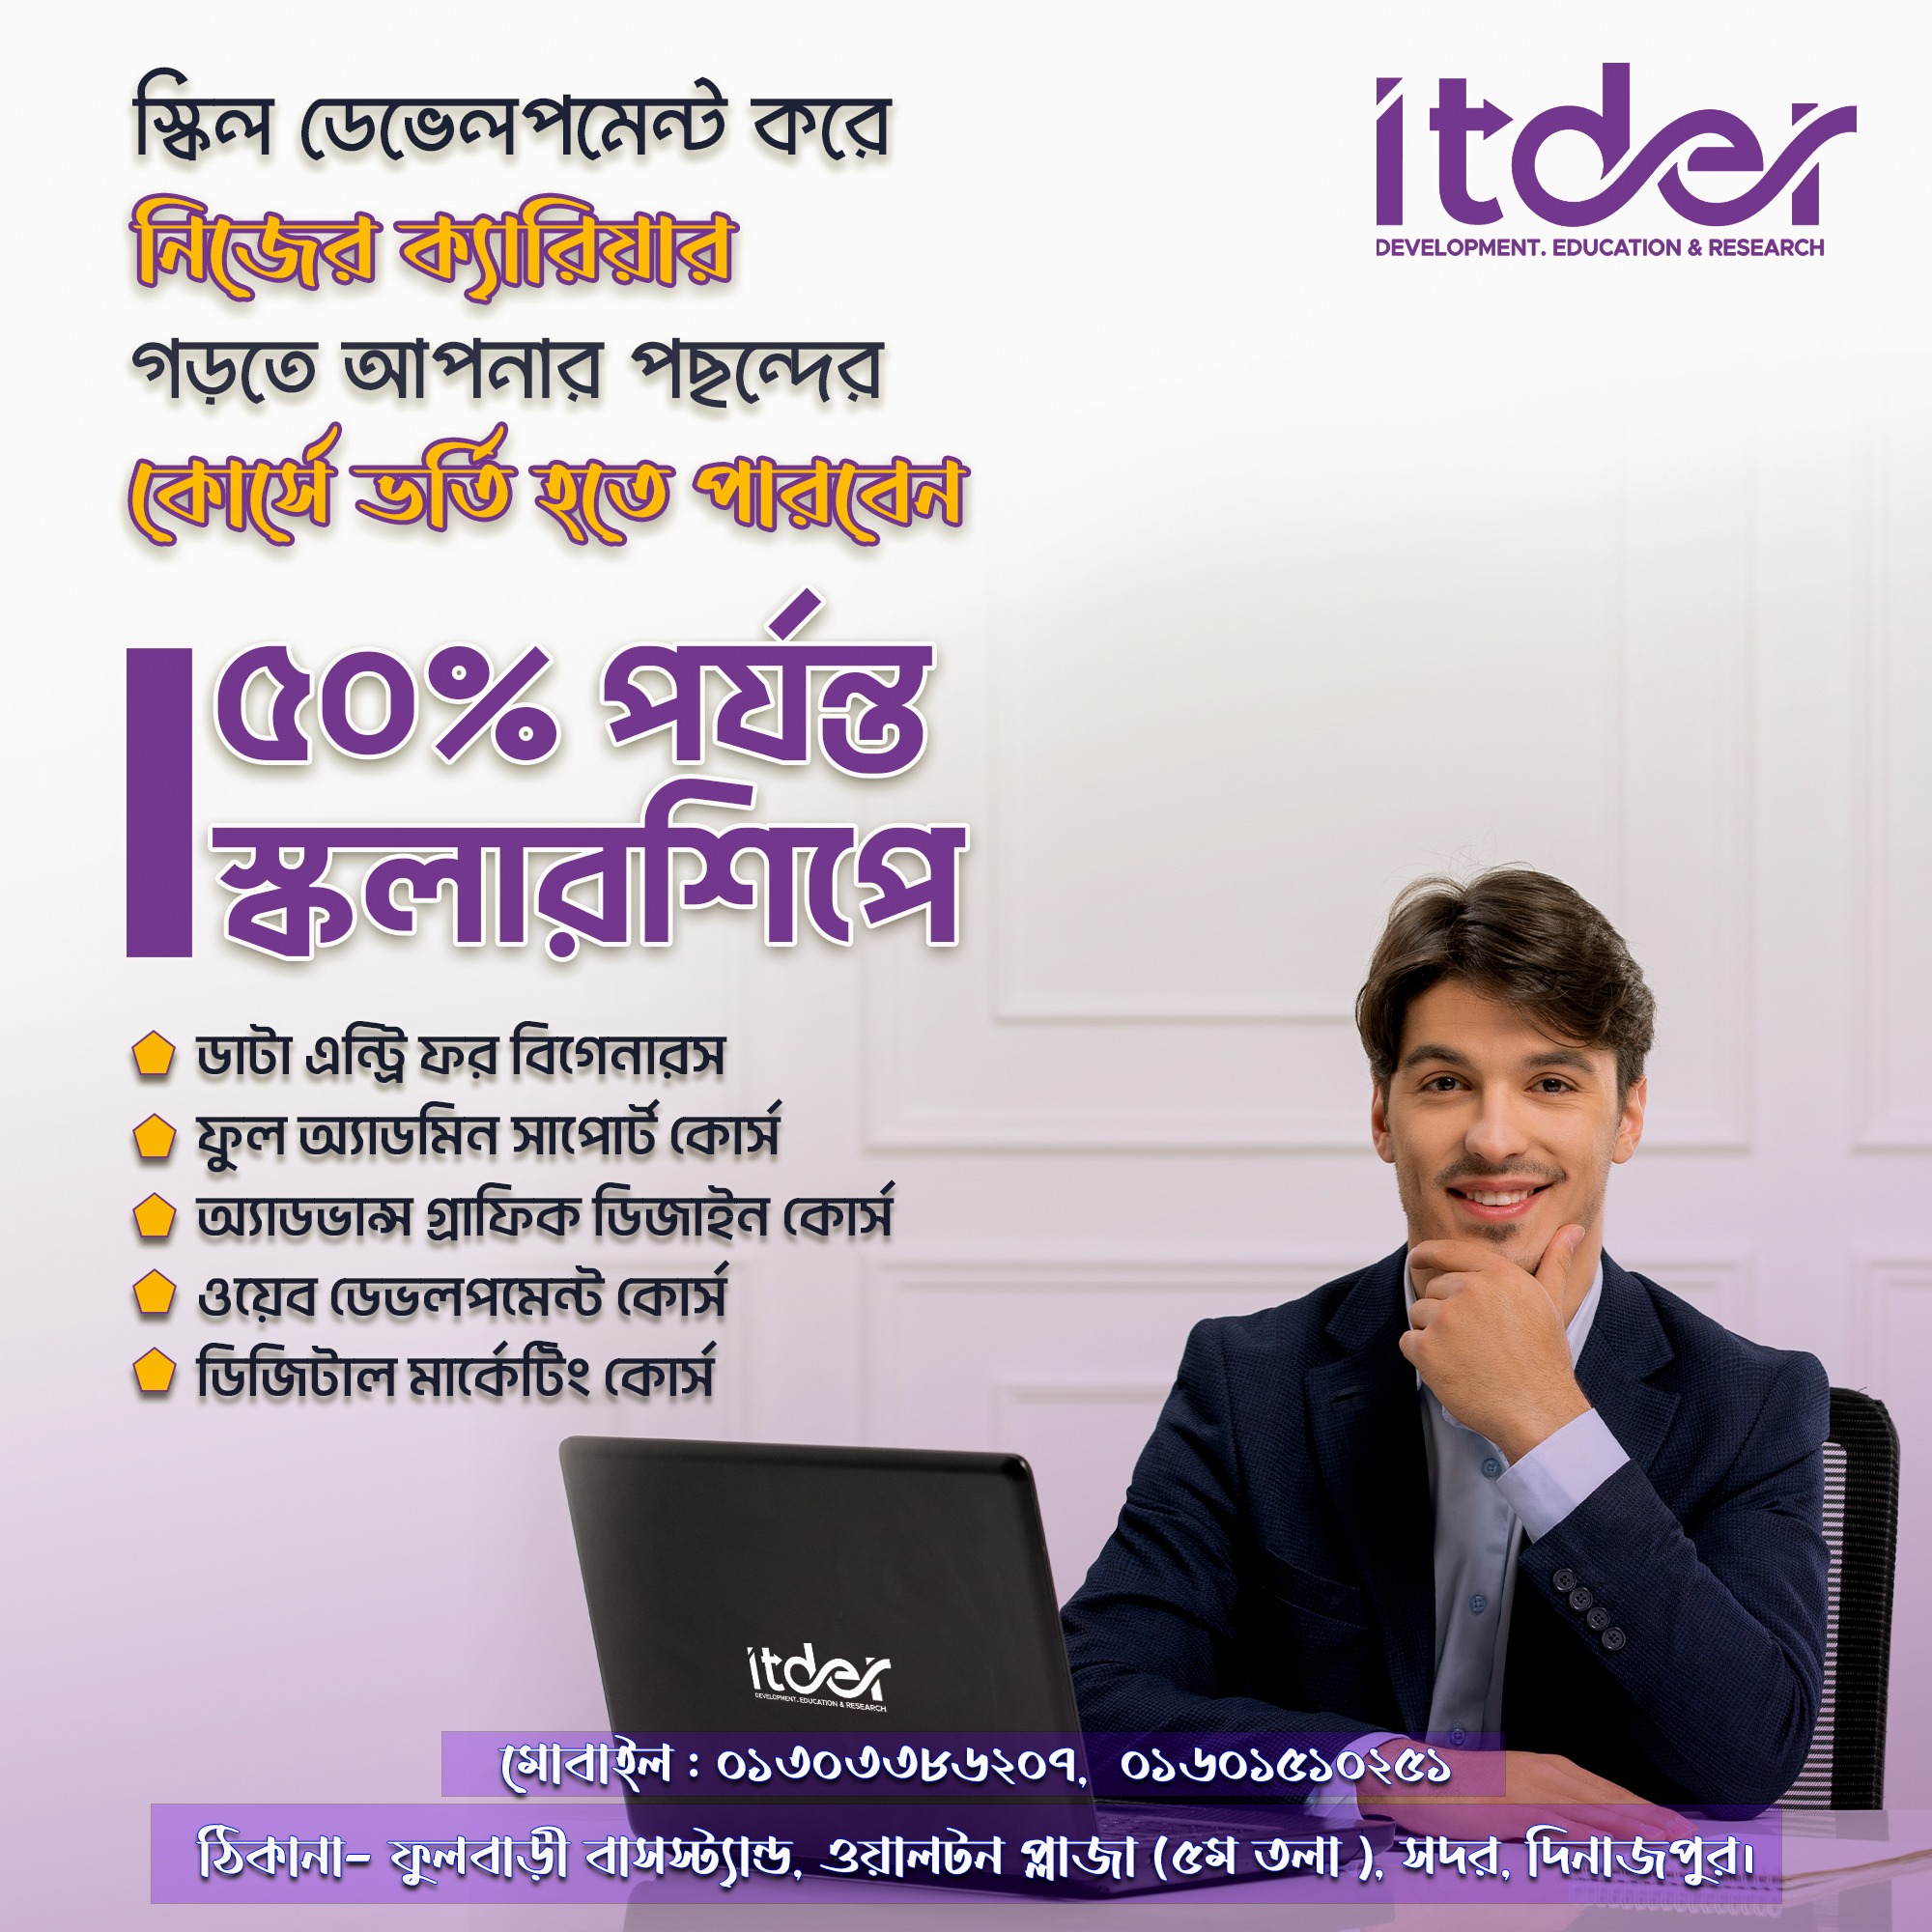 স্কিল ডেভেলপমেন্ট করে
নিজের ক্যারিয়ার
গড়তে আপনার পছন্দের
কোর্সে ভর্তি হতে পারবেন
৫০% পর্যন্ত
স্কলারশিপে
ডাটা এন্ট্রি ফর বিগেনারস
ফুল অ্যাডমিন সাপোর্ট কোর্স
অ্যাডভান্স গ্রাফিক ডিজাইন কোর্স
ওয়েব ডেভলপমেন্ট কোর্স
ডিজিটাল মার্কেটিং কোর্স
itder
DEVELOPMENT. EDUCATION & RESEARCH
itder
DEVELOPMENT. EDUCATION & RESEARCH
মোবাইল : ০১৩০৩৩৮৬২০৭, ০১৬০১৫১০২৫১
ঠিকানা- ফুলবাড়ী বাসস্ট্যান্ড, ওয়ালটন প্লাজা (৫ম তলা ), সদর, দিনাজপুর।